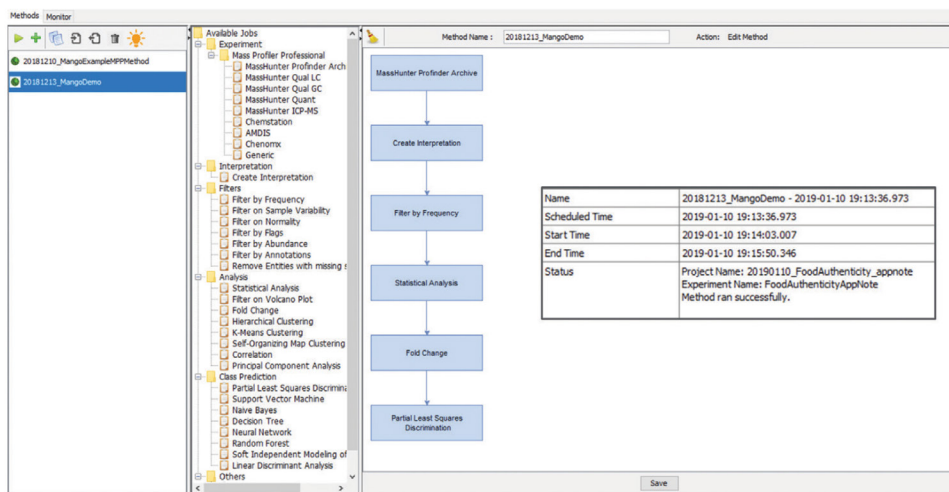 Methods Monitor
20181210_MangoExampleMPPMethod
20181213_MangoDemo
Available Jobs
Experiment
Mass Profiler Professional
MassHunter Profinder Arch
MassHunter Qual LC
MassHunter Qual GC
MassHunter Quant
MassHunter ICP-MS
Chemstation
AMDIS
Chenomx
Generic
Interpretation
Create Interpretation
Filters
Filter by Frequency
Filter on Sample Variability
Filter on Normality
Filter by Flags
Filter by Abundance
Filter by Annotations
Remove Entities with missing s
Analysis
Statistical Analysis
Filter on Volcano Plot
Fold Change
Hierarchical Clustering
K-Means Clustering
Self-Organizing Map Clustering
Correlation
Principal Component Analysis
Class Prediction
Partial Least Squares Discrimina
Support Vector Machine
Naive Bayes
Decision Tree
Neural Network
Random Forest
Soft Independent Modeling of
Linear Discriminant Analysis
Others
Method Name : 20181213_MangoDemo Action: Edit Method
MassHunter Profinder Archive
Create Interpretation
Filter by Frequency
Statistical Analysis
Fold Change
Partial Least Squares
Discrimination
Name 20181213_MangoDemo - 2019-01-10 19:13:36.973
Scheduled Time 2019-01-10 19:13:36.973
Start Time 2019-01-10 19:14:03.007
End Time 2019-01-10 19:15:50.346
Status Project Name: 20190110_FoodAuthenticity_appnote
Experiment Name: FoodAuthenticityAppNote
Method ran successfully.
Save